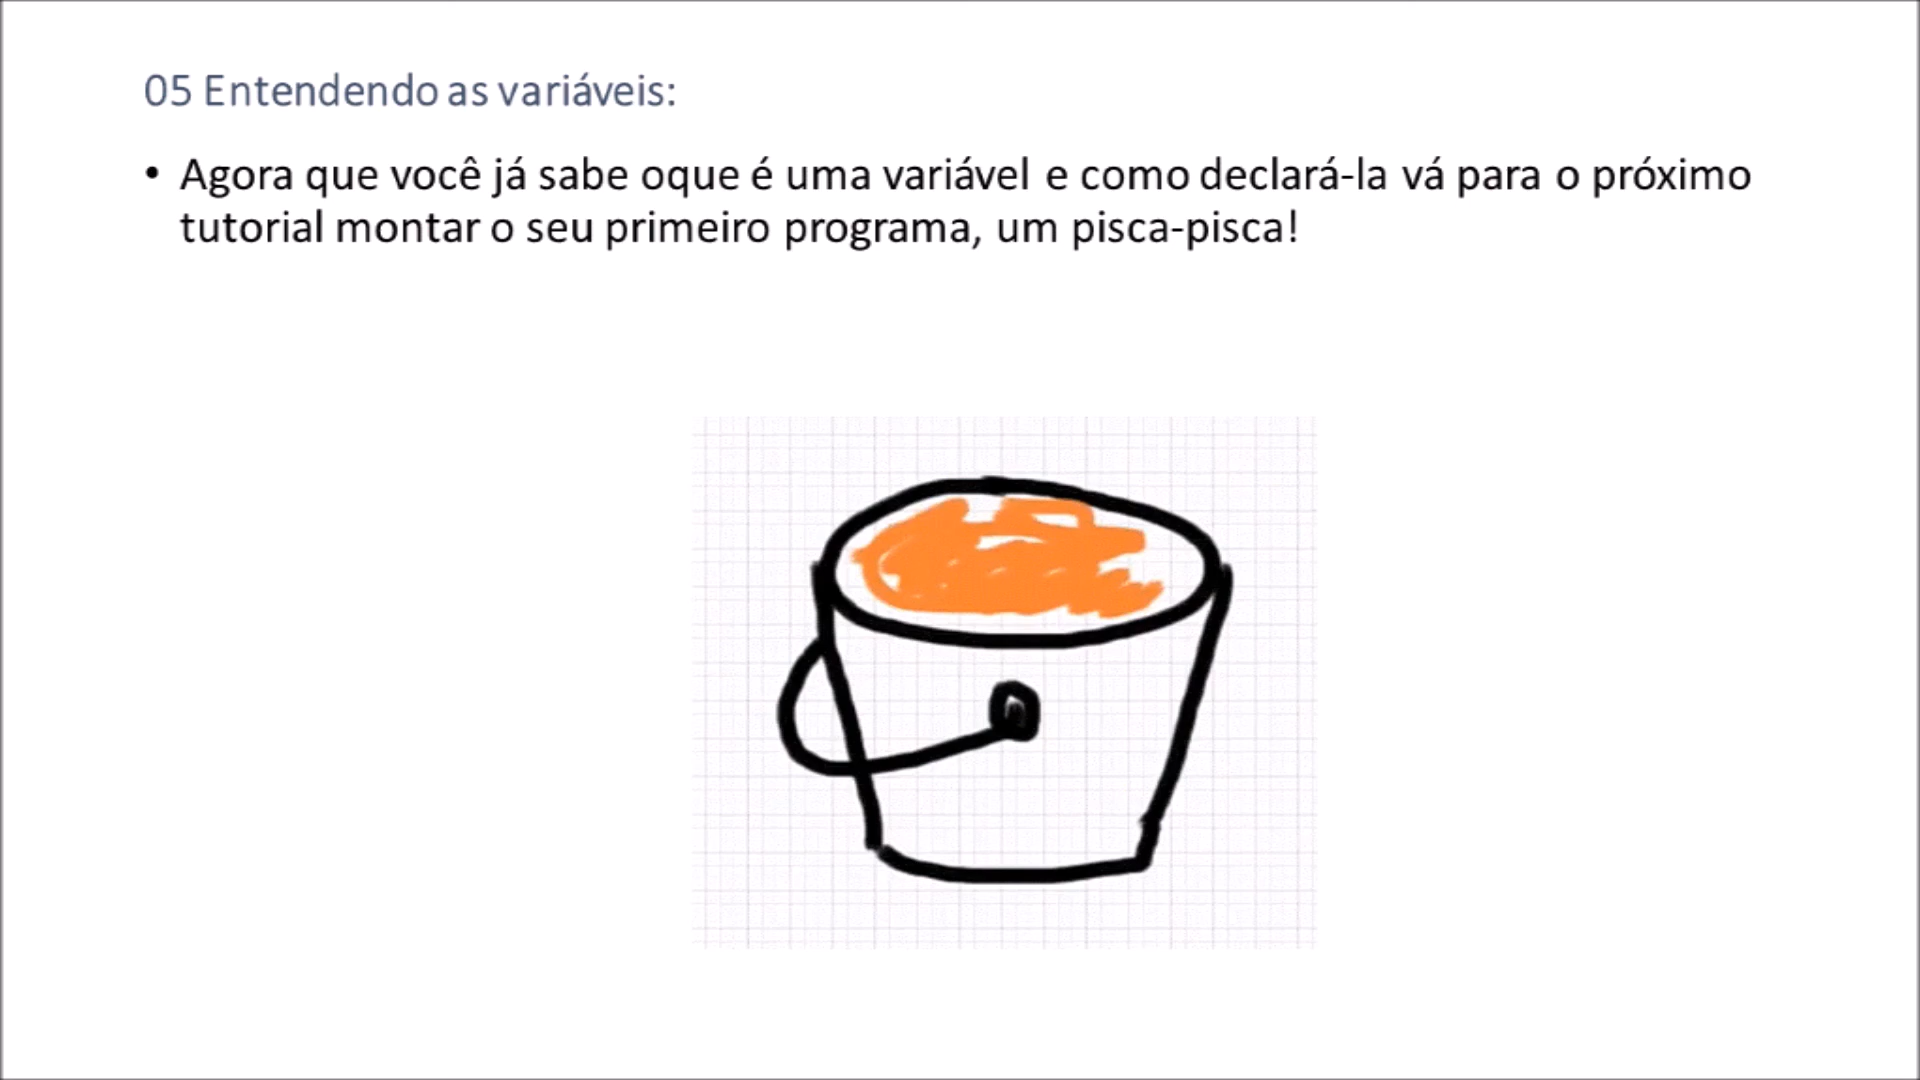 05 Entendendo as variáveis:
• Agora que você já sabe oque é uma variável e como declará-la vá para o próximo
tutorial montar o seu primeiro programa, um pisca-pisca!